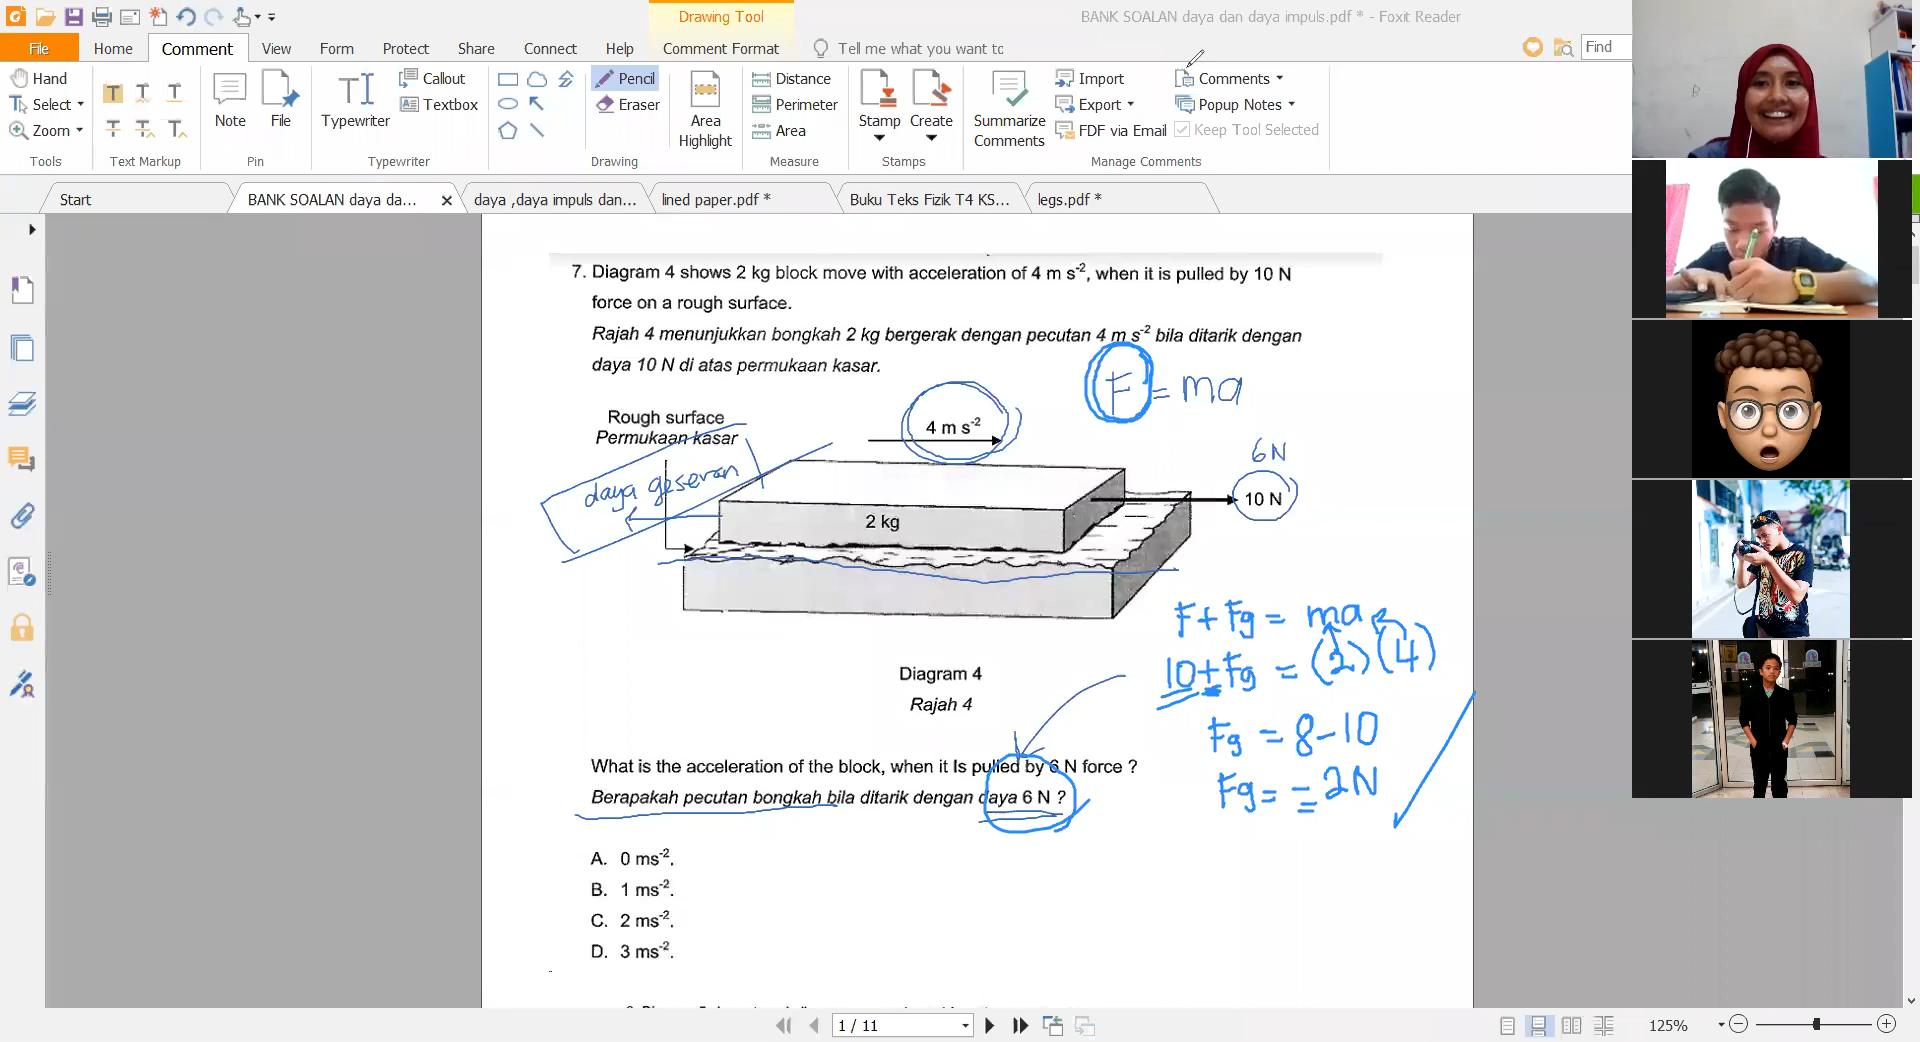 Drawing Tool
BANK SOALAN daya dan daya impuls.pdf * - Foxit Reader
File Home Comment View Form Protect Share Connect Help Comment Format Tell me what you want to Find
Hand
Select
Zoom
Tools
Text Markup
Note
File
Pin
Typewriter
Callout
Textbox
Typewriter
Pencil
Eraser
Drawing
Area
Highlight
Distance
Perimeter
Area
Measure
Stamp
Create
Stamps
Summarize
Comments
Import
Export
FDF via Email
Comments
Popup Notes
Keep Tool Selected
Manage Comments
Start
BANK SOALAN daya da...
daya ,daya impuls dan...
lined paper.pdf *
Buku Teks Fizik T4 KS...
legs.pdf *
7. Diagram 4 shows 2 kg block move with acceleration of 4 m s-2, when it is pulled by 10 N
force on a rough surface.
Rajah 4 menunjukkan bongkah 2 kg bergerak dengan pecutan 4 m s-2 bila ditarik dengan
daya 10 N di atas permukaan kasar.
F = ma
Rough surface
Permukaan kasar
4 m s-2
daya geseran
6N
10 N
2 kg
F + Fg = ma
10 + Fg = (2)(4)
Fg = 8 - 10
Fg = - 2N
Diagram 4
Rajah 4
What is the acceleration of the block, when it Is pulled by 6 N force ?
Berapakah pecutan bongkah bila ditarik dengan daya 6 N ?
A. 0 ms-2.
B. 1 ms-2.
C. 2 ms-2.
D. 3 ms-2.
1 / 11
125%